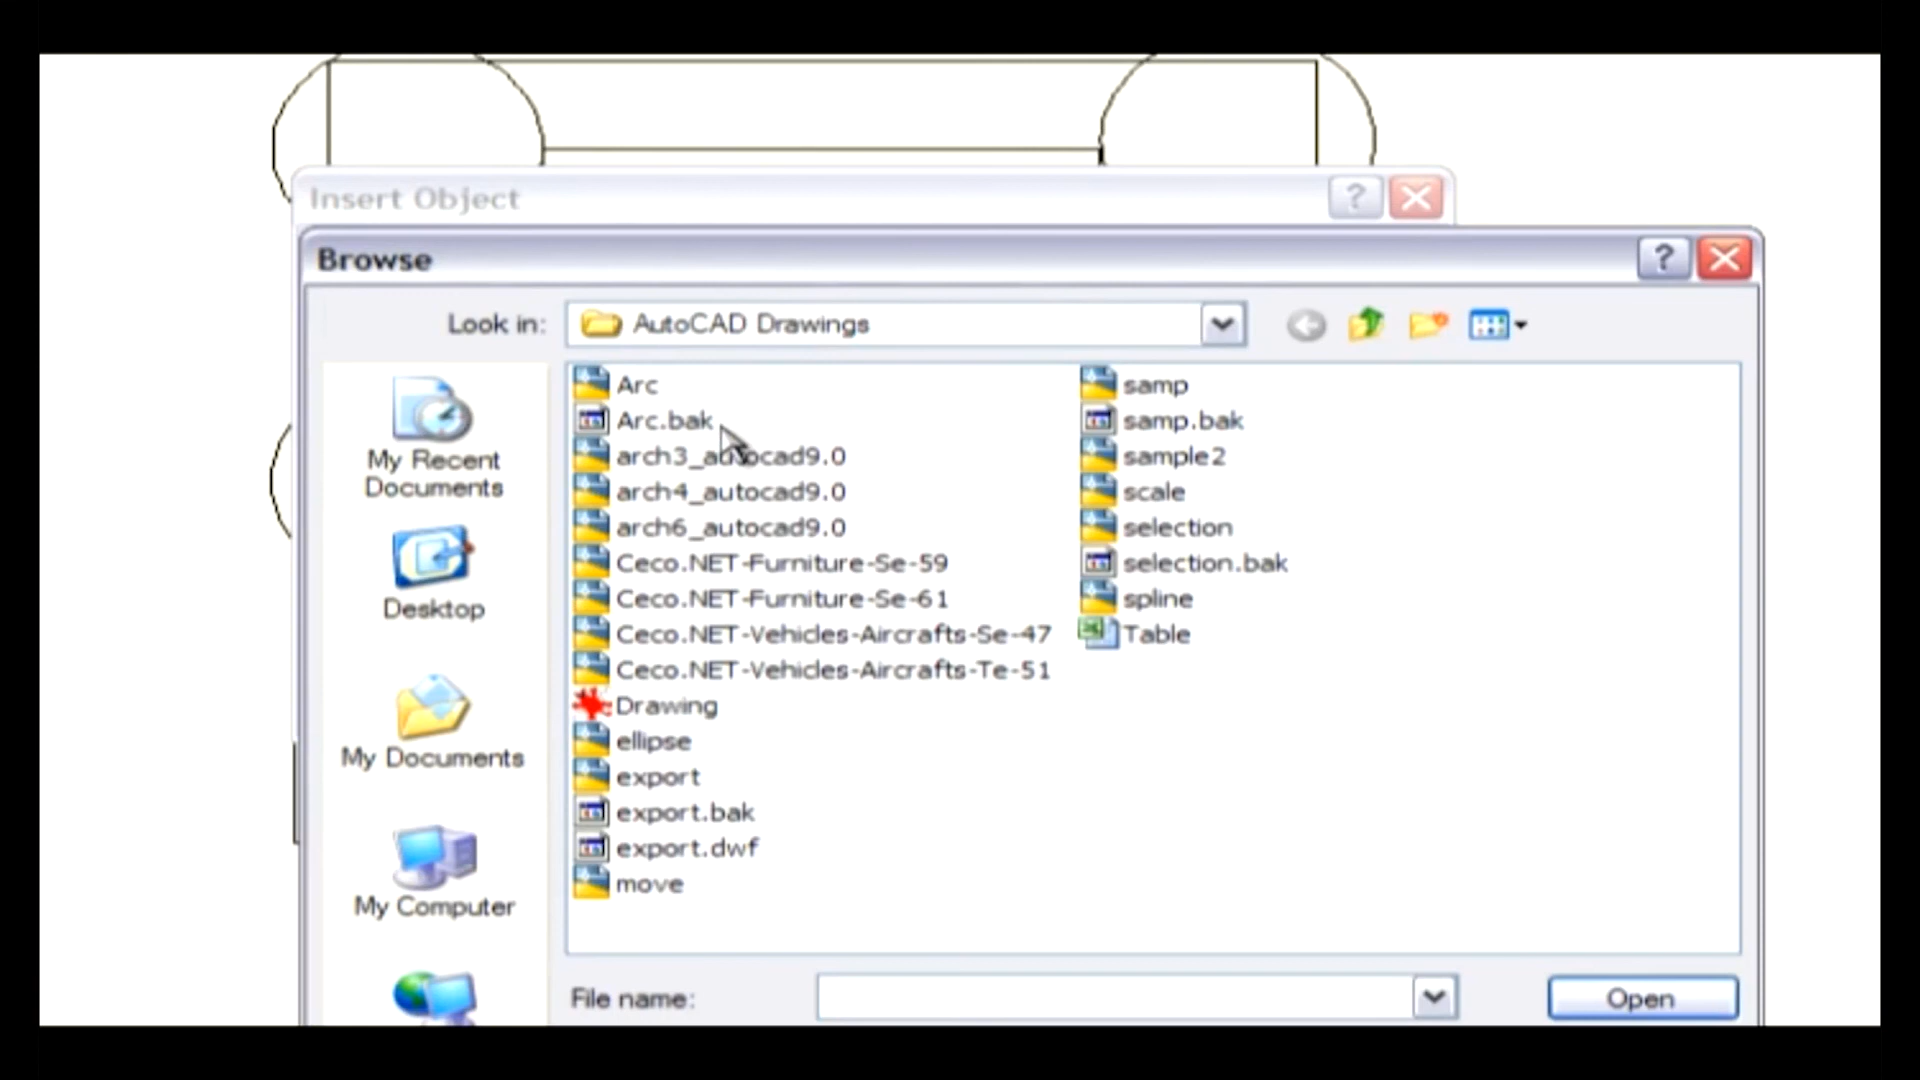 Insert Object
Browse
Look in: AutoCAD Drawings
My Recent
Documents
Desktop
My Documents
My Computer
Arc
Arc.bak
arch3_autocad9.0
arch4_autocad9.0
arch6_autocad9.0
Ceco.NET-Furniture-Se-59
Ceco.NET-Furniture-Se-61
Ceco.NET-Vehicles-Aircrafts-Se-47
Ceco.NET-Vehicles-Aircrafts-Te-51
Drawing
ellipse
export
export.bak
export.dwf
move
samp
samp.bak
sample2
scale
selection
selection.bak
spline
Table
File name:
Open